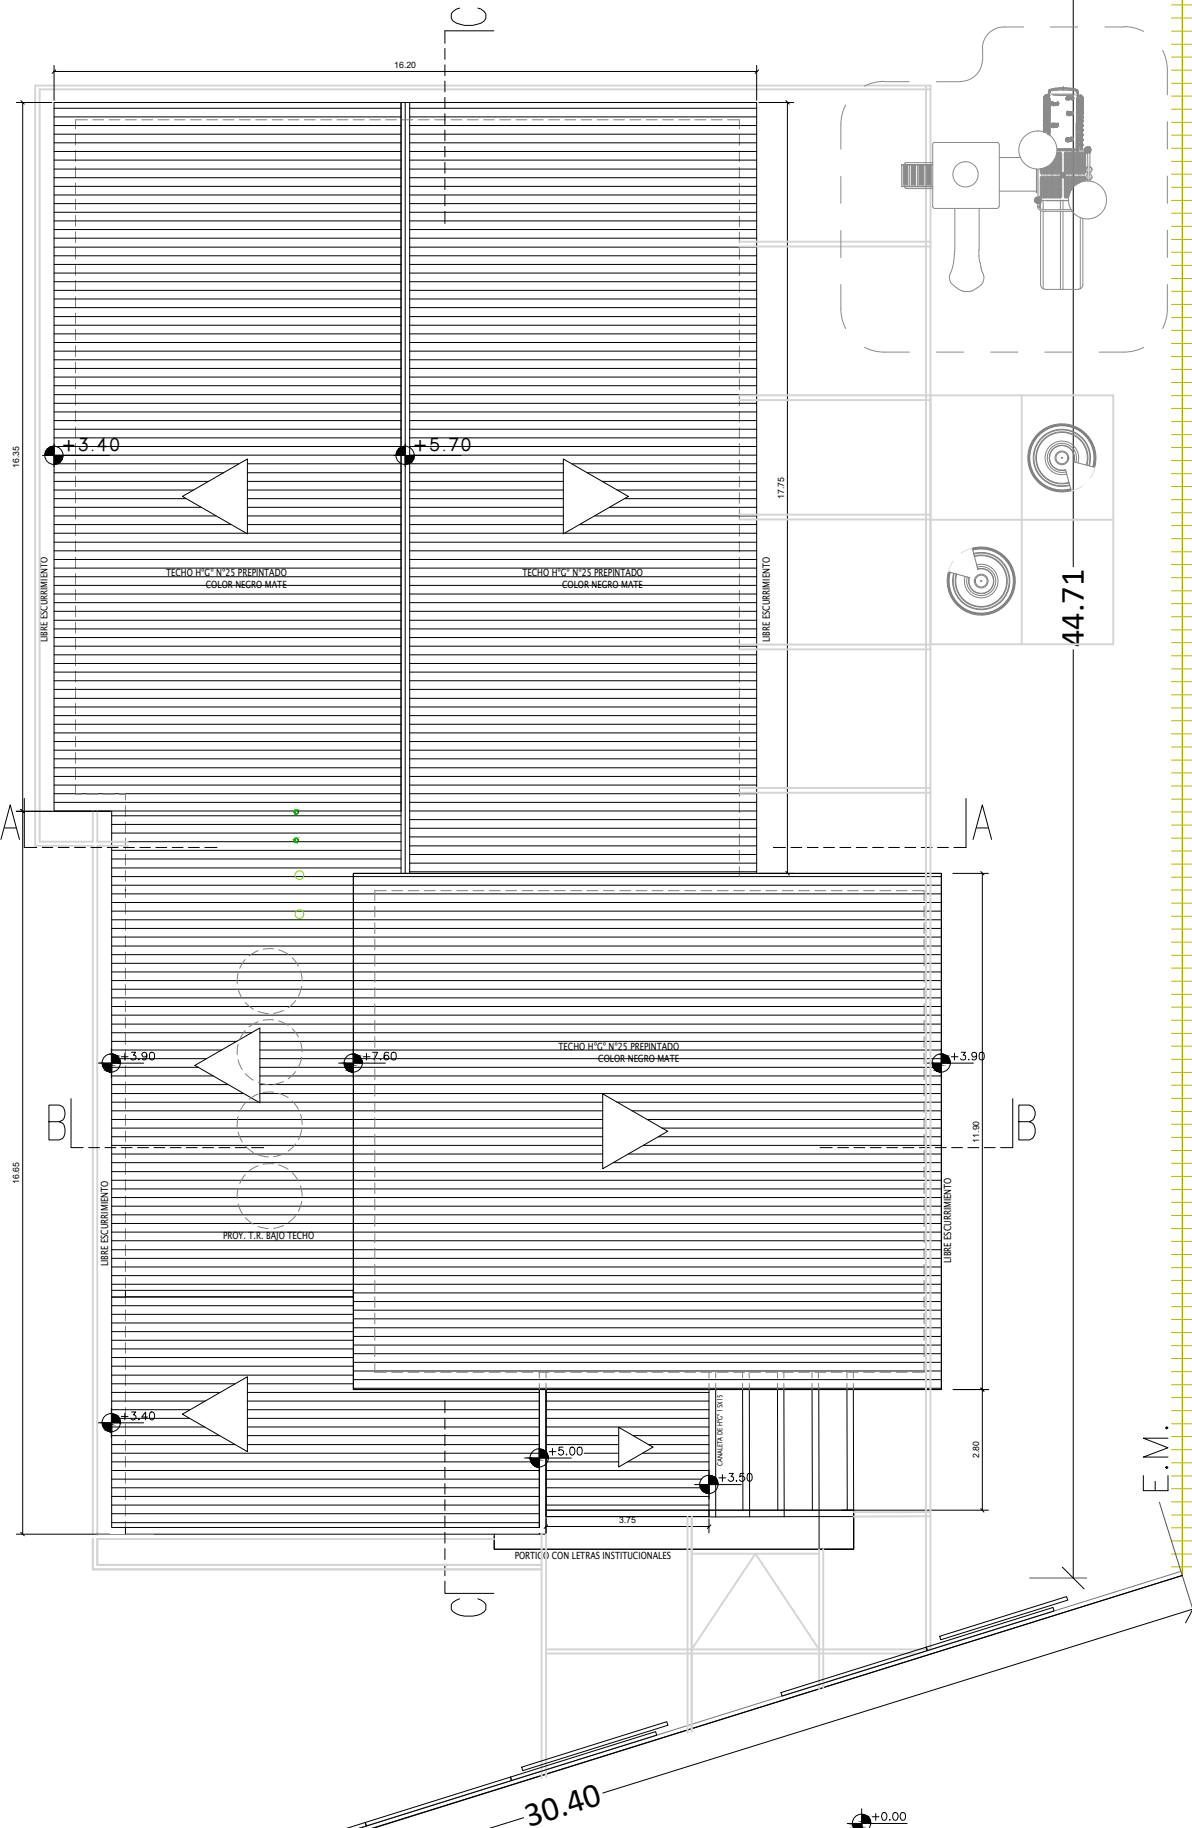 C
16.20
+3.40
+5.70
16.35
17.75
LIBRE ESCURRIMIENTO
TECHO H°G° N°25 PREPINTADO
COLOR NEGRO MATE
TECHO H°G° N°25 PREPINTADO
COLOR NEGRO MATE
LIBRE ESCURRIMIENTO
44.71
A
A
+3.90
+7.60
TECHO H°G° N°25 PREPINTADO
COLOR NEGRO MATE
+3.90
B
B
11.90
16.65
LIBRE ESCURRIMIENTO
LIBRE ESCURRIMIENTO
PROY. T.R. BAJO TECHO
+3.40
CANALETA DE H°G° 15X15
+5.00
+3.50
2.80
E.M.
3.75
PORTICO CON LETRAS INSTITUCIONALES
C
30.40
+0.00